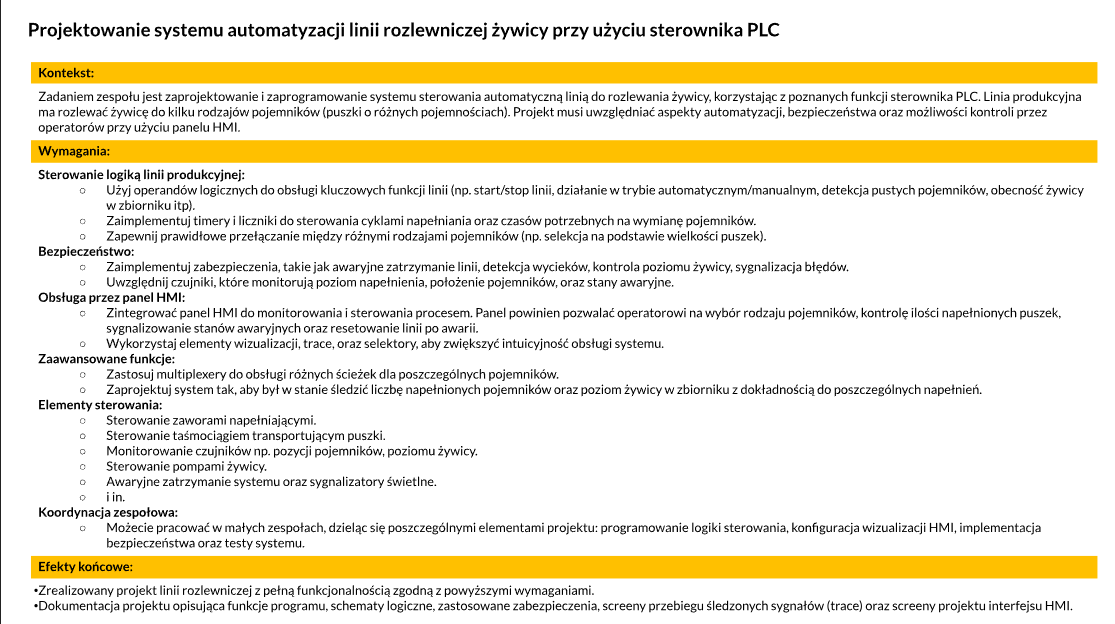 Projektowanie systemu automatyzacji linii rozlewniczej żywicy przy użyciu sterownika PLC
Kontekst:
Zadaniem zespołu jest zaprojektowanie i zaprogramowanie systemu sterowania automatyczną linią do rozlewania żywicy, korzystając z poznanych funkcji sterownika PLC. Linia produkcyjna
ma rozlewać żywicę do kilku rodzajów pojemników (puszki o różnych pojemnościach). Projekt musi uwzględniać aspekty automatyzacji, bezpieczeństwa oraz możliwości kontroli przez
operatorów przy użyciu panelu HMI.
Wymagania:
Sterowanie logiką linii produkcyjnej:
○ Użyj operandów logicznych do obsługi kluczowych funkcji linii (np. start/stop linii, działanie w trybie automatycznym/manualnym, detekcja pustych pojemników, obecność żywicy
w zbiorniku itp).
○ Zaimplementuj timery i liczniki do sterowania cyklami napełniania oraz czasów potrzebnych na wymianę pojemników.
○ Zapewnij prawidłowe przełączanie między różnymi rodzajami pojemników (np. selekcja na podstawie wielkości puszek).
Bezpieczeństwo:
○ Zaimplementuj zabezpieczenia, takie jak awaryjne zatrzymanie linii, detekcja wycieków, kontrola poziomu żywicy, sygnalizacja błędów.
○ Uwzględnij czujniki, które monitorują poziom napełnienia, położenie pojemników, oraz stany awaryjne.
Obsługa przez panel HMI:
○ Zintegrować panel HMI do monitorowania i sterowania procesem. Panel powinien pozwalać operatorowi na wybór rodzaju pojemników, kontrolę ilości napełnionych puszek,
sygnalizowanie stanów awaryjnych oraz resetowanie linii po awarii.
○ Wykorzystaj elementy wizualizacji, trace, oraz selektory, aby zwiększyć intuicyjność obsługi systemu.
Zaawansowane funkcje:
○ Zastosuj multiplexery do obsługi różnych ścieżek dla poszczególnych pojemników.
○ Zaprojektuj system tak, aby był w stanie śledzić liczbę napełnionych pojemników oraz poziom żywicy w zbiorniku z dokładnością do poszczególnych napełnień.
Elementy sterowania:
○ Sterowanie zaworami napełniającymi.
○ Sterowanie taśmociągiem transportującym puszki.
○ Monitorowanie czujników np. pozycji pojemników, poziomu żywicy.
○ Sterowanie pompami żywicy.
○ Awaryjne zatrzymanie systemu oraz sygnalizatory świetlne.
○ i in.
Koordynacja zespołowa:
○ Możecie pracować w małych zespołach, dzieląc się poszczególnymi elementami projektu: programowanie logiki sterowania, konfiguracja wizualizacji HMI, implementacja
bezpieczeństwa oraz testy systemu.
Efekty końcowe:
•Zrealizowany projekt linii rozlewniczej z pełną funkcjonalnością zgodną z powyższymi wymaganiami.
•Dokumentacja projektu opisująca funkcje programu, schematy logiczne, zastosowane zabezpieczenia, screeny przebiegu śledzonych sygnałów (trace) oraz screeny projektu interfejsu HMI.